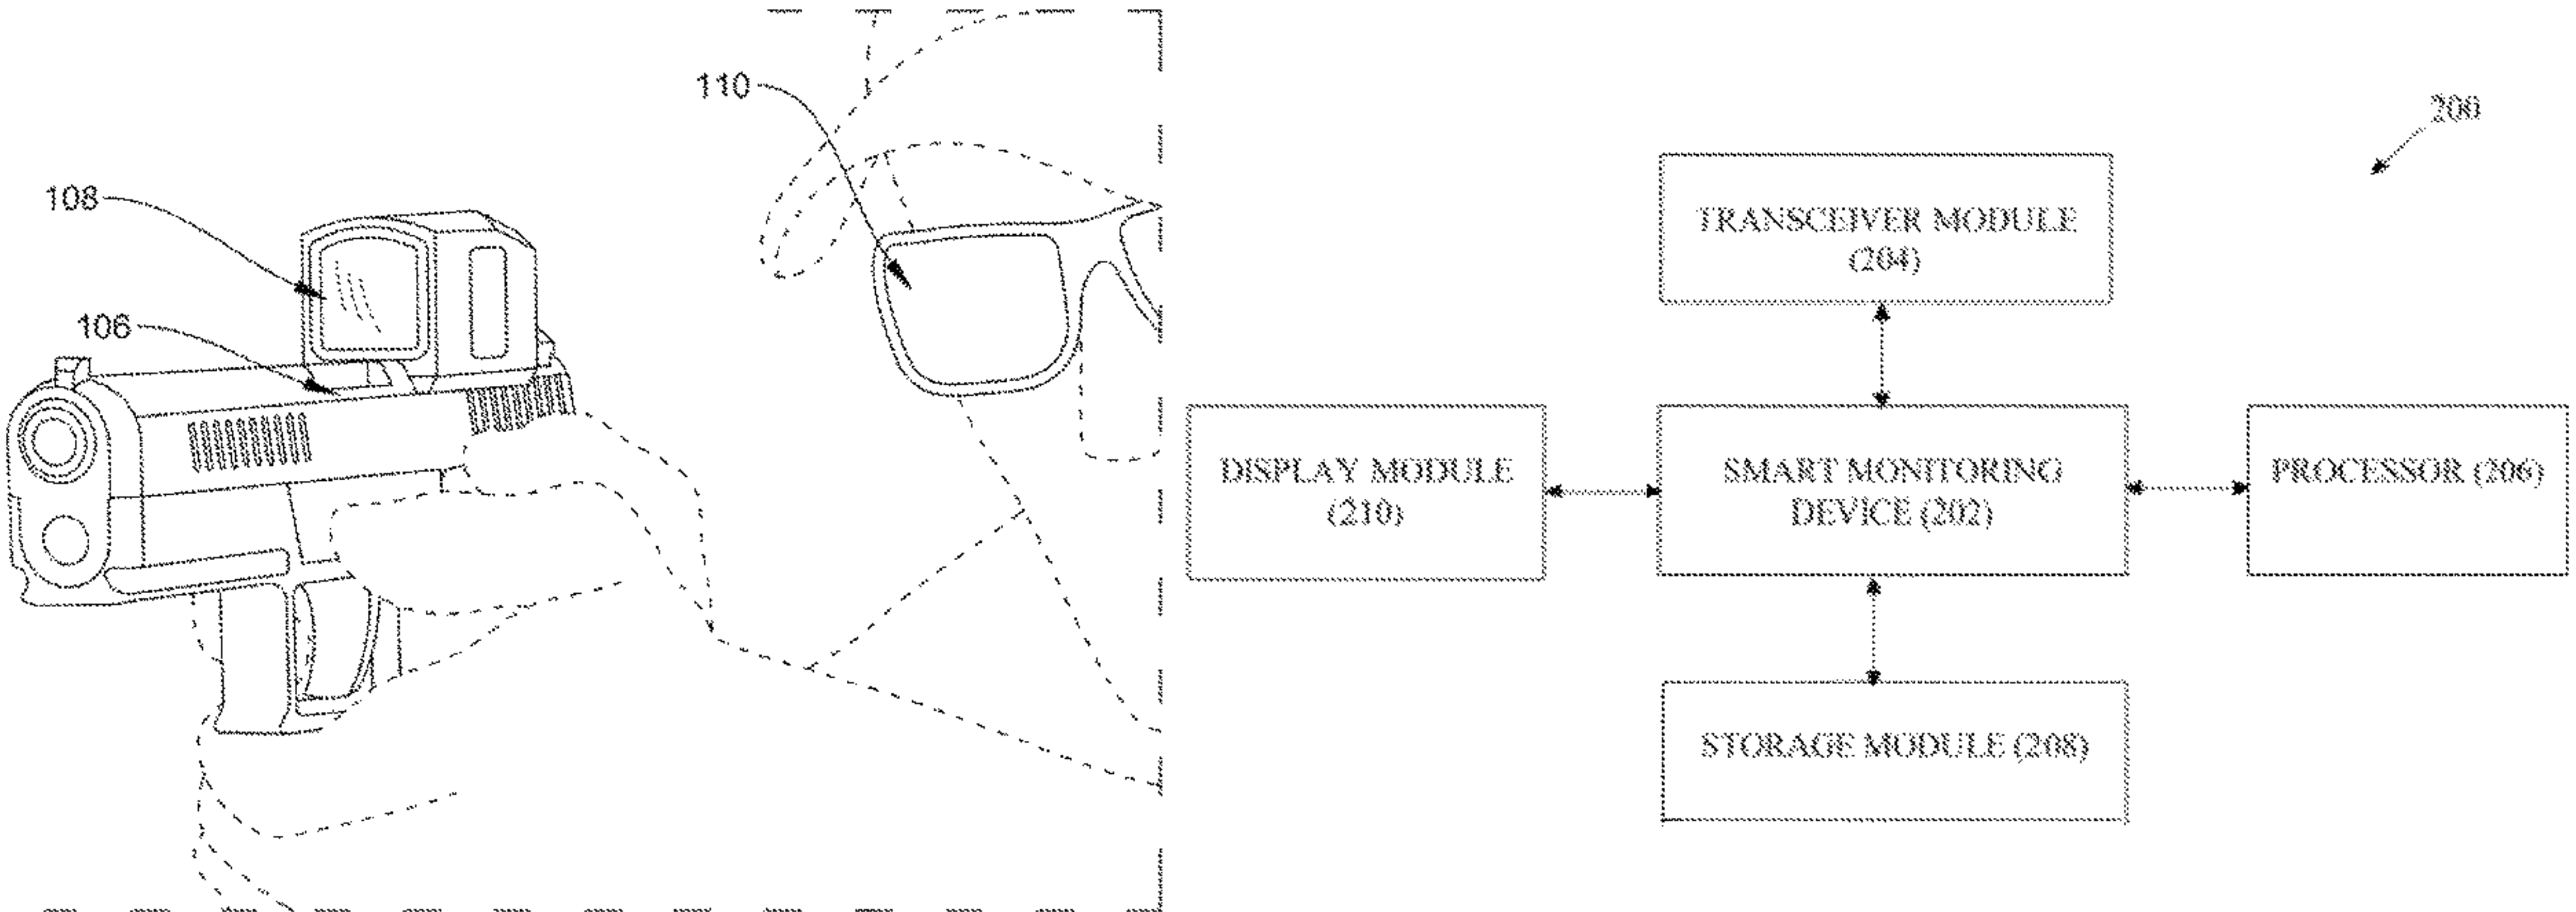 110
108
106
200
TRANSCEIVER MODULE
(204)
DISPLAY MODULE
(210)
SMART MONITORING
DEVICE (202)
PROCESSOR (206)
STORAGE MODULE (208)